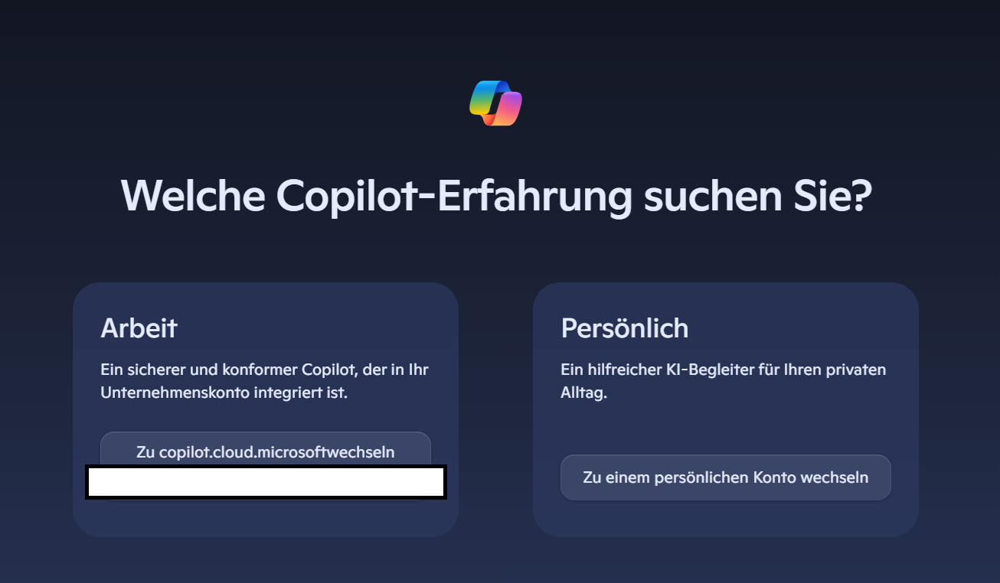 Welche Copilot-Erfahrung suchen Sie?
Arbeit
Ein sicherer und konformer Copilot, der in Ihr
Unternehmenskonto integriert ist.
Zu copilot.cloud.microsoftwechseln
Persönlich
Ein hilfreicher KI-Begleiter für Ihren privaten
Alltag.
Zu einem persönlichen Konto wechseln